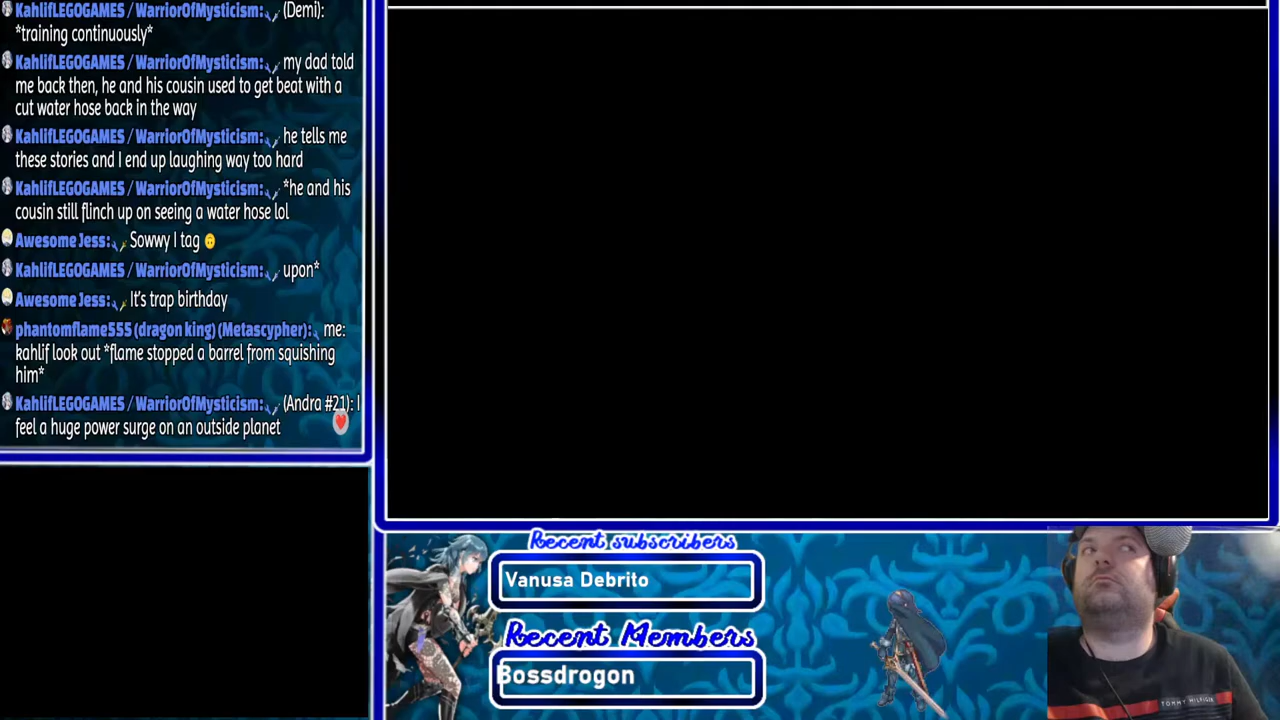 KahlifLEGOGAMES / WarriorOfMysticism: (Demi):
*training continuously*
KahlifLEGOGAMES / WarriorOfMysticism: my dad told
me back then, he and his cousin used to get beat with a
cut water hose back in the way
KahlifLEGOGAMES / WarriorOfMysticism: he tells me
these stories and I end up laughing way too hard
KahlifLEGOGAMES / WarriorOfMysticism: *he and his
cousin still flinch up on seeing a water hose lol
Awesome Jess: Sowwy I tag 🙃
KahlifLEGOGAMES / WarriorOfMysticism: upon*
Awesome Jess: It's trap birthday
phantomflame555 (dragon king) (Metascypher): me:
kahlif look out *flame stopped a barrel from squishing
him*
KahlifLEGOGAMES / WarriorOfMysticism: (Andra #21): I
feel a huge power surge on an outside planet
Recent subscribers
Vanusa Debrito
Recent Members
Bossdrogon
TOMMY HILFIGER